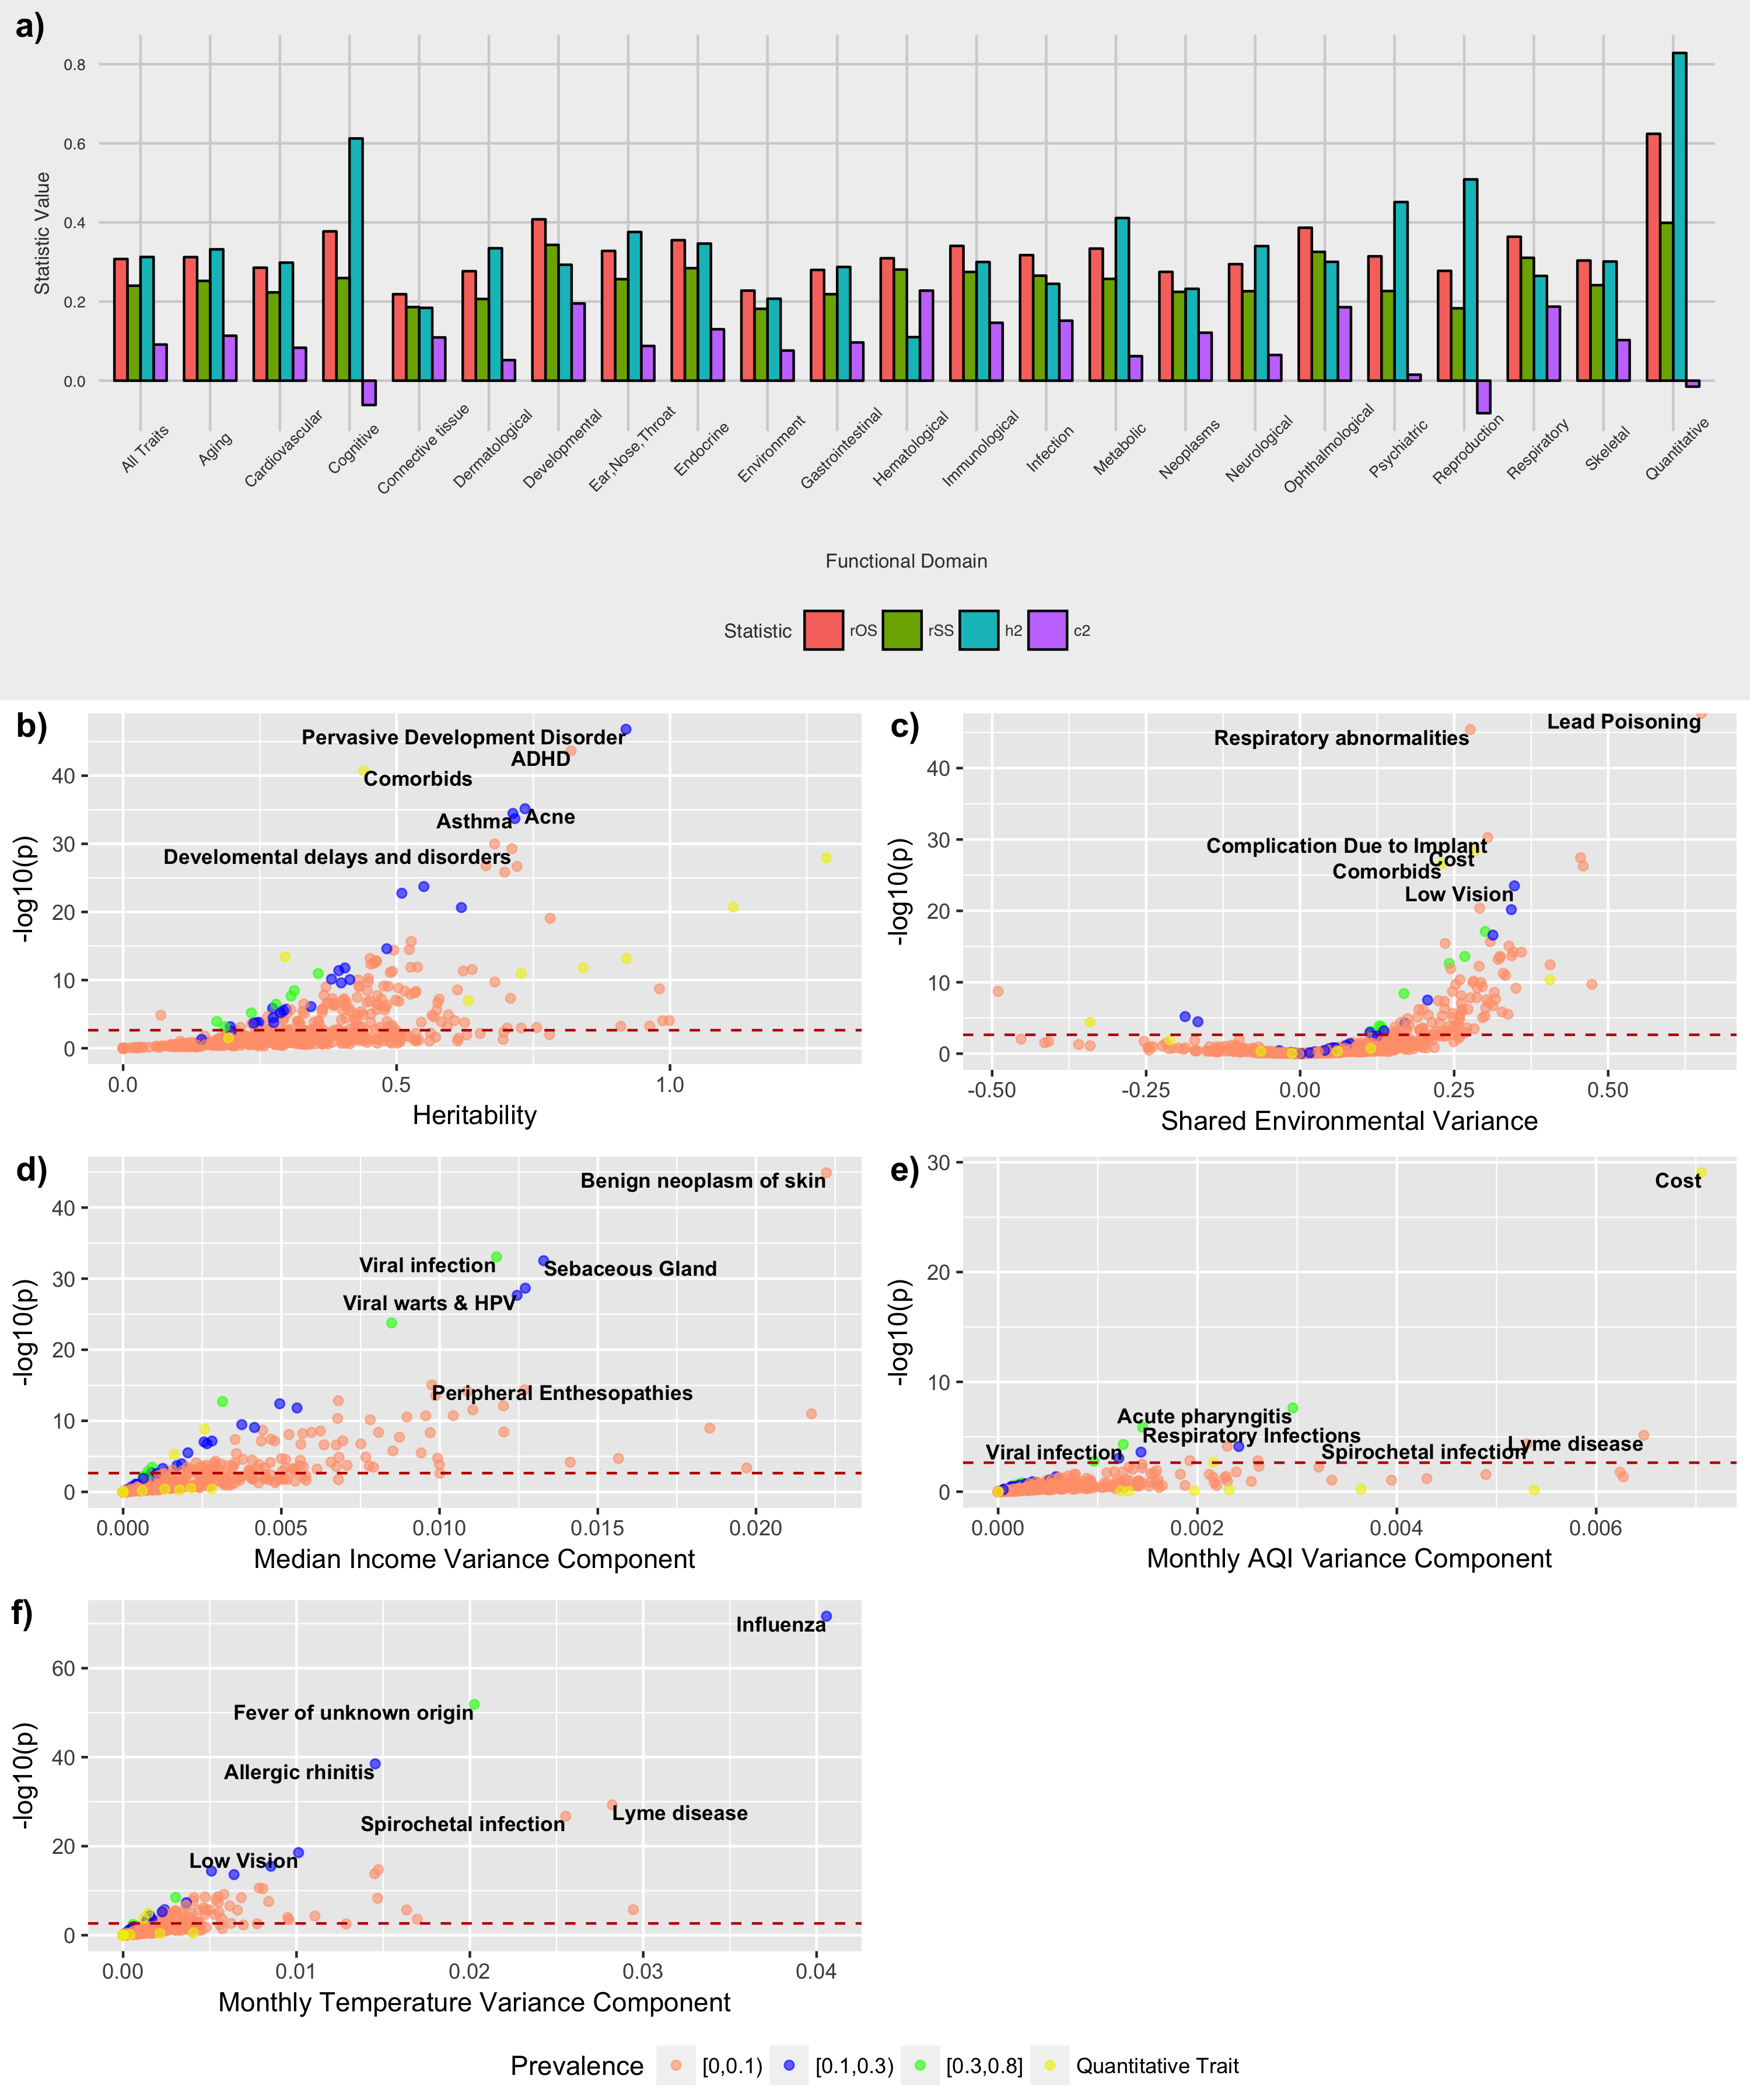 a)
Statistic Value
0.8
0.6
0.4
0.2
0.0
All Traits
Aging
Cardiovascular
Cognitive
Connective tissue
Dermatological
Developmental
Ear, Nose, Throat
Endocrine
Environment
Gastrointestinal
Hematological
Immunological
Infection
Metabolic
Neoplasms
Neurological
Ophthalmological
Psychiatric
Reproduction
Respiratory
Skeletal
Quantitative
Functional Domain
Statistic rOS rSS h2 c2
b)
-log10(p)
40
30
20
10
0
Pervasive Development Disorder
ADHD
Comorbids
Acne
Asthma
Develomental delays and disorders
0.0 0.5 1.0
Heritability
c)
-log10(p)
40
30
20
10
0
Lead Poisoning
Respiratory abnormalities
Complication Due to Implant
Cost
Comorbids
Low Vision
-0.50 -0.25 0.00 0.25 0.50
Shared Environmental Variance
d)
-log10(p)
40
30
20
10
0
Benign neoplasm of skin
Viral infection
Sebaceous Gland
Viral warts & HPV
Peripheral Enthesopathies
0.000 0.005 0.010 0.015 0.020
Median Income Variance Component
e)
-log10(p)
30
20
10
0
Cost
Acute pharyngitis
Respiratory Infections
Viral infection
Spirochetal infection
Lyme disease
0.000 0.002 0.004 0.006
Monthly AQI Variance Component
f)
-log10(p)
60
40
20
0
Influenza
Fever of unknown origin
Allergic rhinitis
Lyme disease
Spirochetal infection
Low Vision
0.00 0.01 0.02 0.03 0.04
Monthly Temperature Variance Component
Prevalence [0,0.1) [0.1,0.3) [0.3,0.8] Quantitative Trait